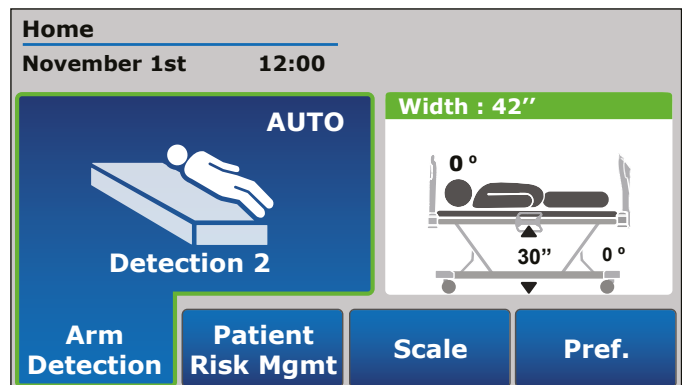 Home
November 1st 12:00
AUTO
Detection 2
Width : 42’’
0 º
30” 0 º
Arm
Detection
Patient
Risk Mgmt
Scale
Pref.